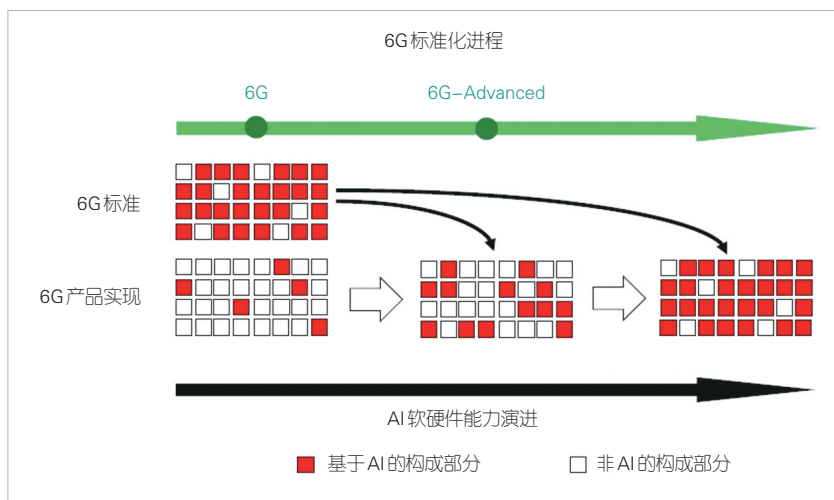 6G标准化进程
6G
6G-Advanced
6G标准
6G产品实现
AI软硬件能力演进
基于AI的构成部分
非AI的构成部分